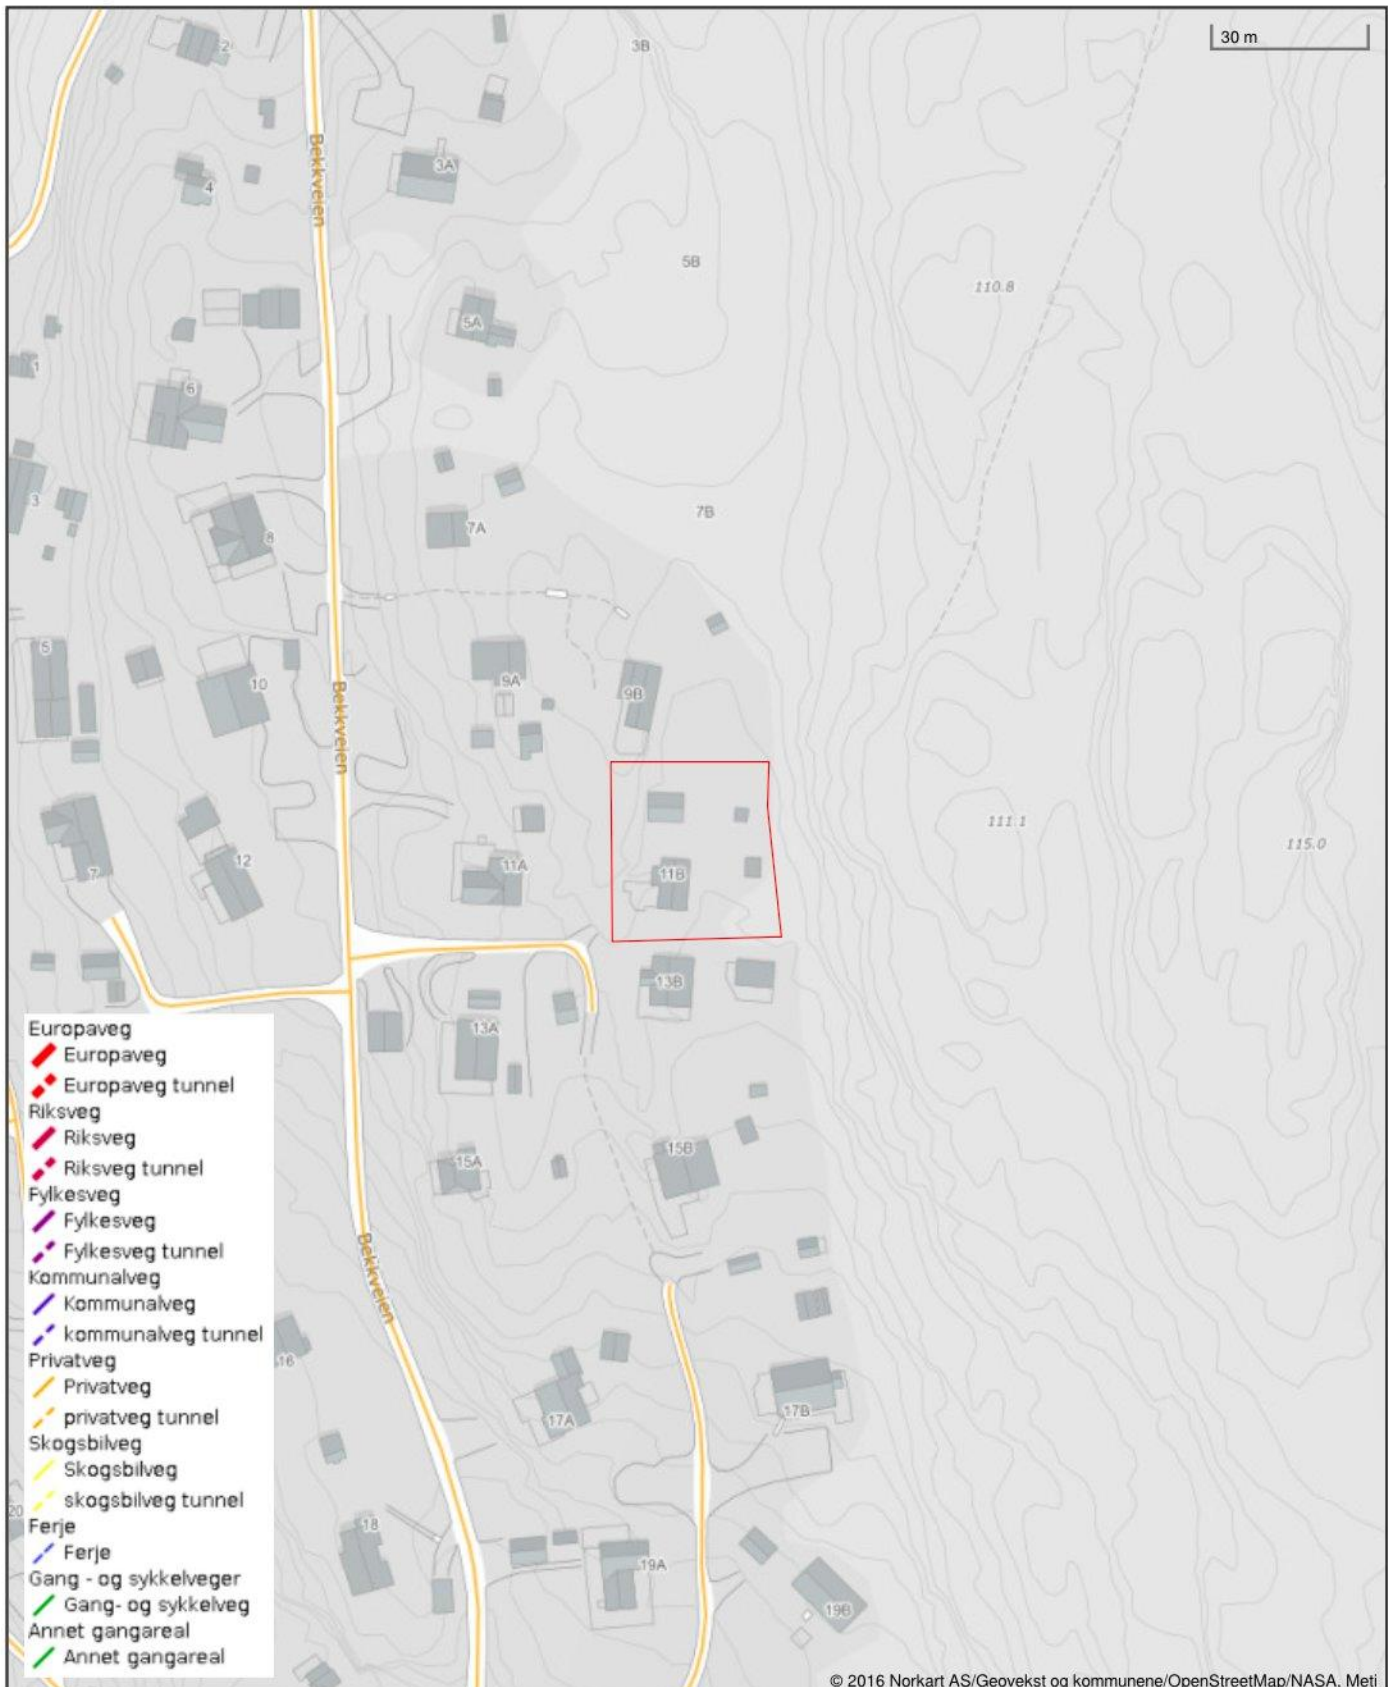 30 m
3B
2
Bekkveien
3A
4
5B
110.8
5A
1
6
3
7A
7B
8
5
9A
9B
10
Bekkveien
111.1
115.0
11A
11B
12
7
13B
13A
15B
15A
Bekkveien
16
17A
17B
18
20
19A
19B
Europaveg
Europaveg
Europaveg tunnel
Riksveg
Riksveg
Riksveg tunnel
Fylkesveg
Fylkesveg
Fylkesveg tunnel
Kommunalveg
Kommunalveg
kommunalveg tunnel
Privatveg
Privatveg
privatveg tunnel
Skogsbilveg
Skogsbilveg
skogsbilveg tunnel
Ferje
Ferje
Gang - og sykkelveger
Gang- og sykkelveg
Annet gangareal
Annet gangareal
© 2016 Norkart AS/Geovekst og kommunene/OpenStreetMap/NASA, Meti